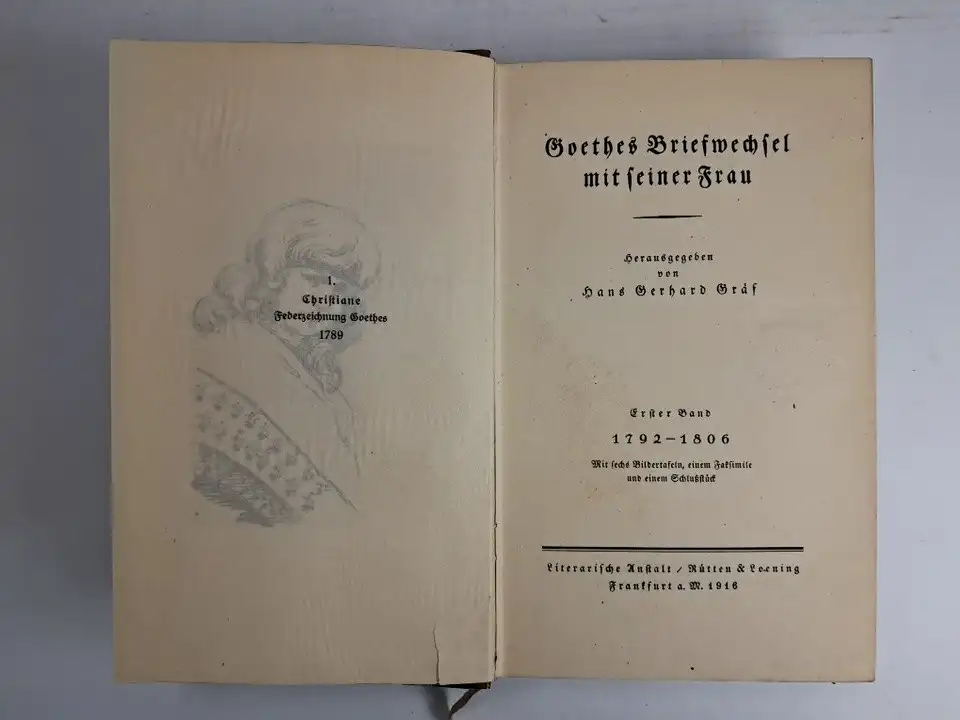 1.
Christiane
Federzeichnung Goethes
1789
Goethes Briefwechsel
mit seiner Frau
Herausgegeben
von
Hans Gerhard Gräf
Erster Band
1792–1806
Mit sechs Bildertafeln, einem Faksimile
und einem Schlußstück
Literarische Anstalt / Rütten & Loening
Frankfurt a. M. 1916